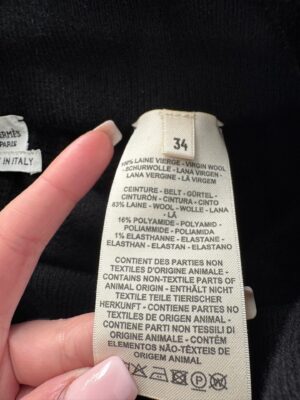 HERMÈS
PARIS
IN ITALY
34
100% LAINE VIERGE - VIRGIN WOOL
- SCHURWOLLE - LANA VIRGEN -
LANA VERGINE - LÃ VIRGEM
CEINTURE - BELT - GÜRTEL -
CINTURÓN - CINTURA - CINTO
83% LAINE - WOOL - WOLLE - LANA
- LÃ
16% POLYAMIDE - POLYAMID -
POLIAMMIDE - POLIAMIDA
1% ELASTHANNE - ELASTANE -
ELASTHAN - ELASTAN - ELASTANO
CONTIENT DES PARTIES NON
TEXTILES D'ORIGINE ANIMALE -
CONTAINS NON-TEXTILE PARTS OF
ANIMAL ORIGIN - ENTHÄLT NICHT
TEXTILE TEILE TIERISCHER
HERKUNFT - CONTIENE PARTES NO
TEXTILES DE ORIGEN ANIMAL -
CONTIENE PARTI NON TESSILI DI
ORIGINE ANIMALE - CONTÉM
ELEMENTOS NÃO-TÊXTEIS DE
ORIGEM ANIMAL
P W